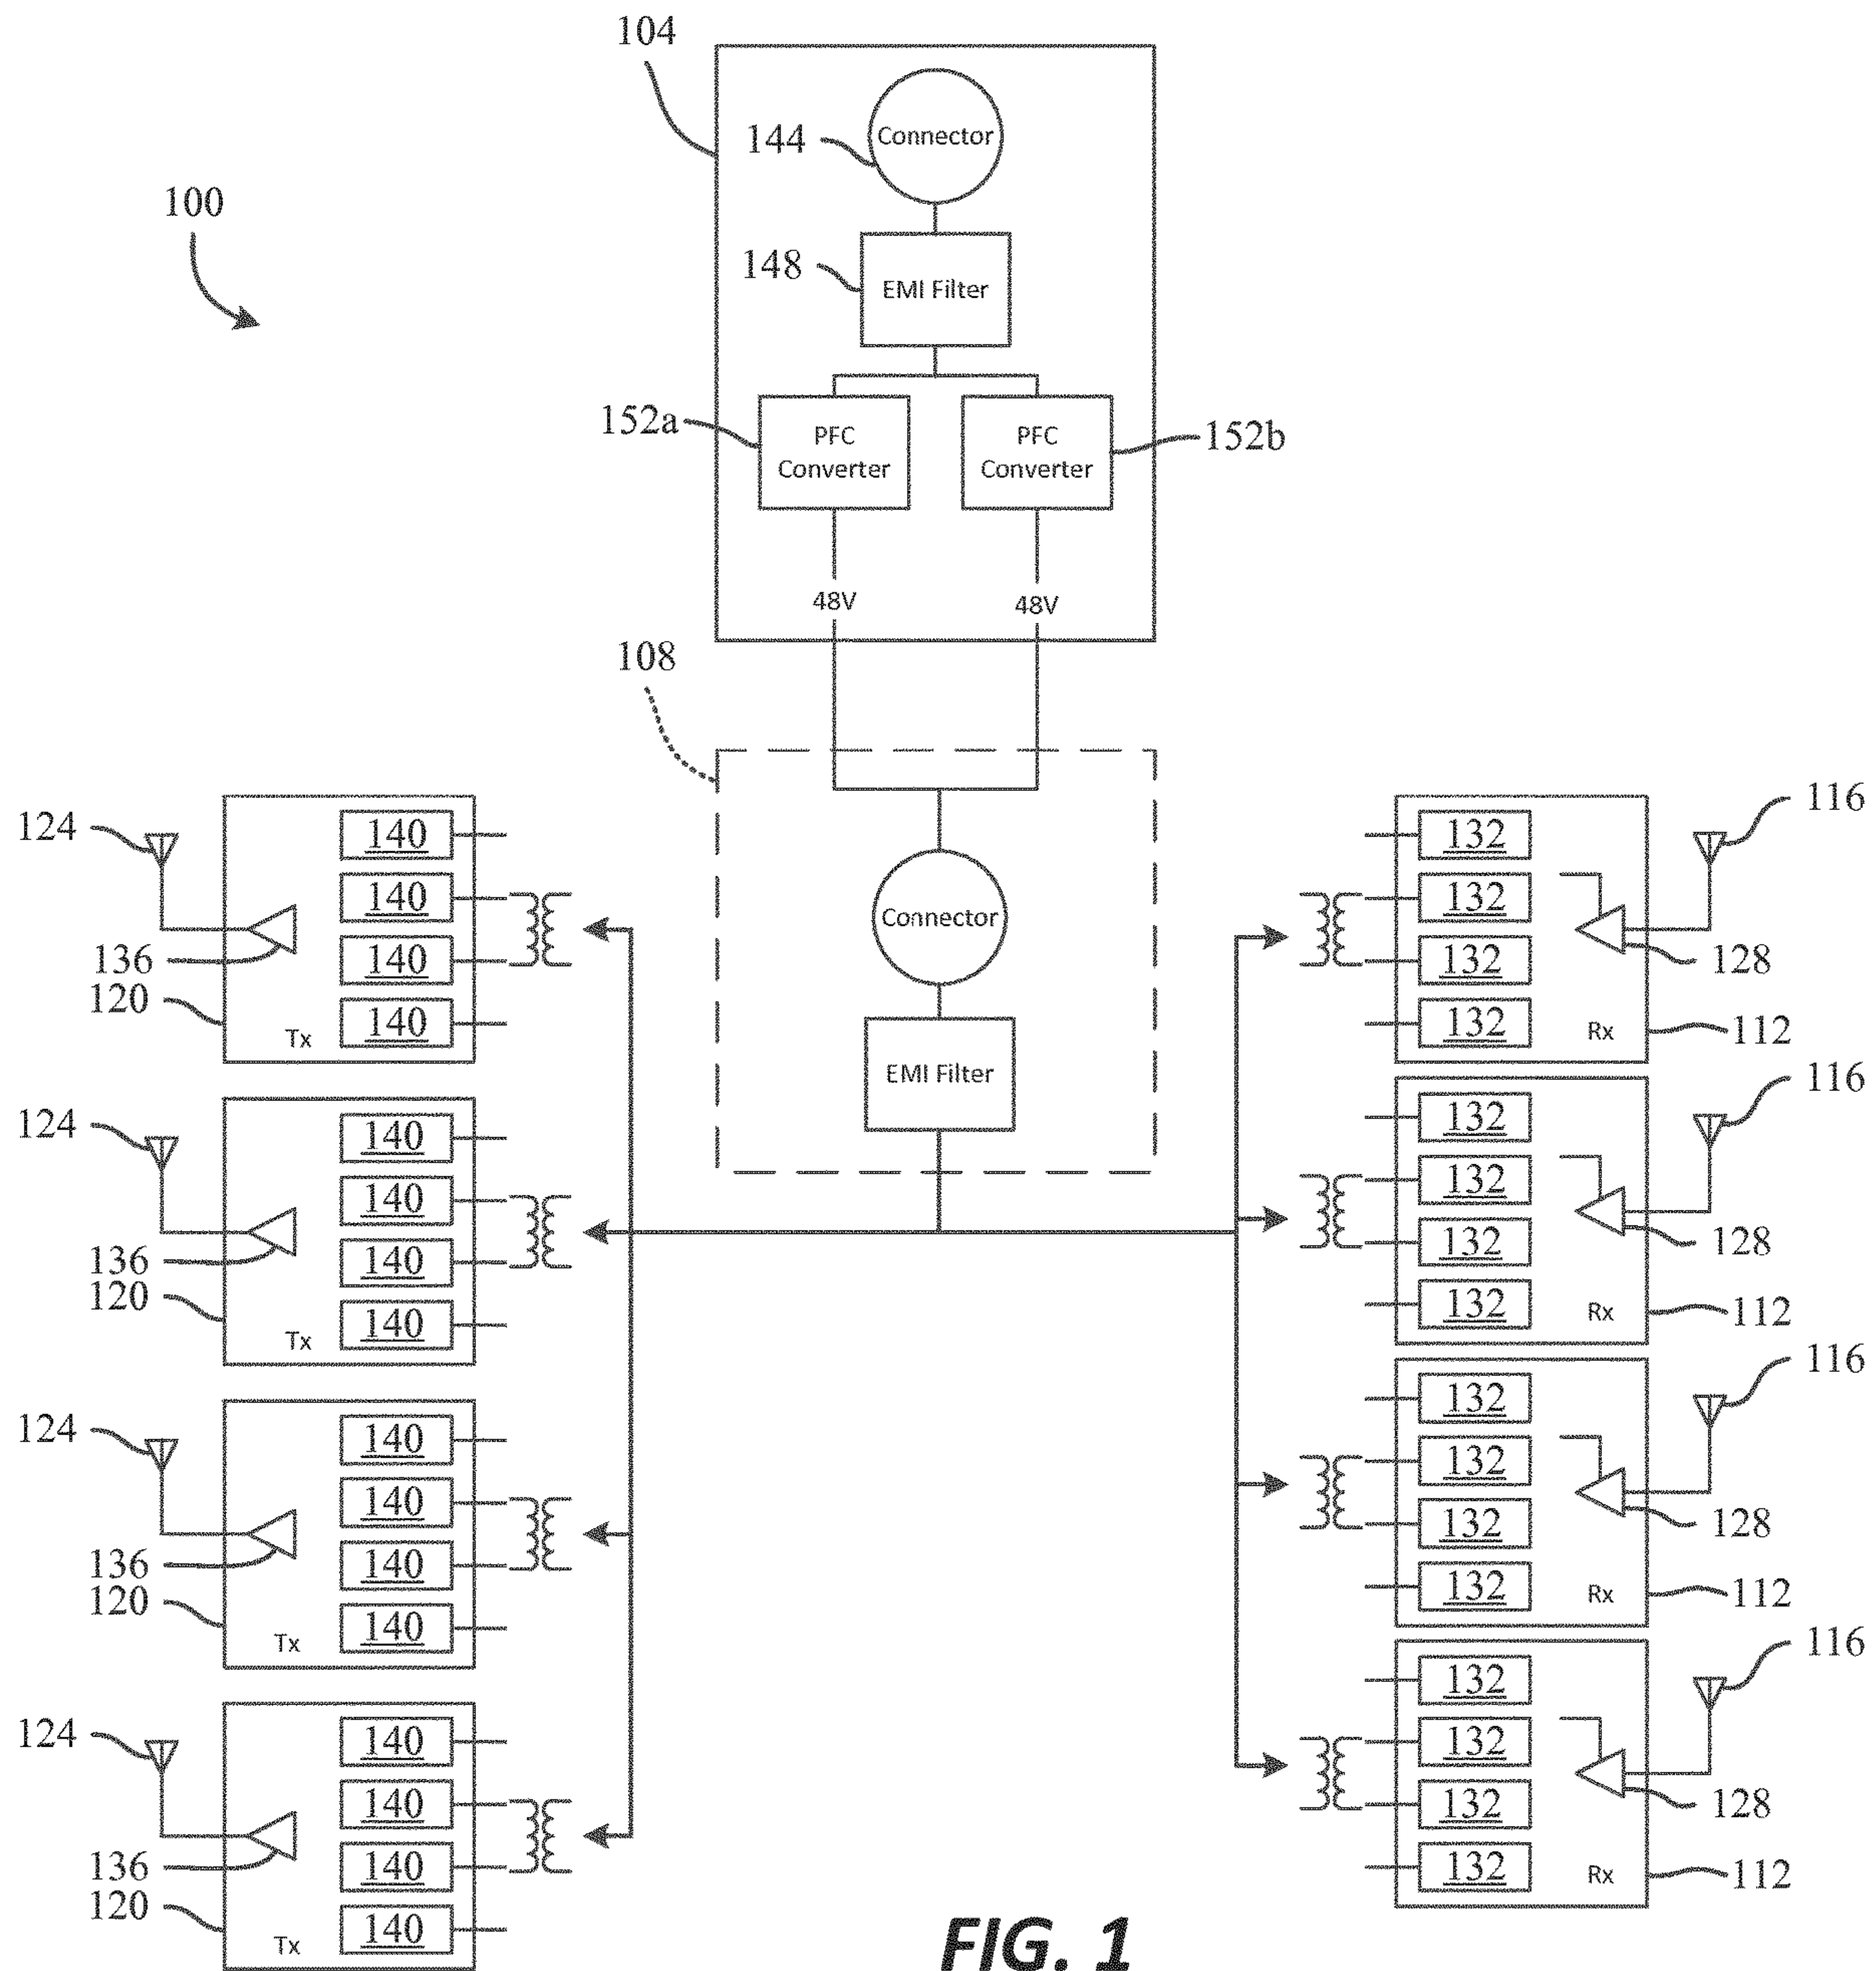 104
Connector
144
100
148
EMI Filter
152a
PFC
Converter
PFC
Converter
152b
48V
48V
108
Connector
EMI Filter
124
140
140
136
140
120
Tx
140
124
140
140
136
140
120
Tx
140
124
140
140
136
140
120
Tx
140
124
140
140
136
140
120
Tx
140
132
116
132
132
128
132
Rx
112
132
116
132
132
128
132
Rx
112
132
116
132
132
128
132
Rx
112
132
116
132
132
128
132
Rx
112
FIG. 1